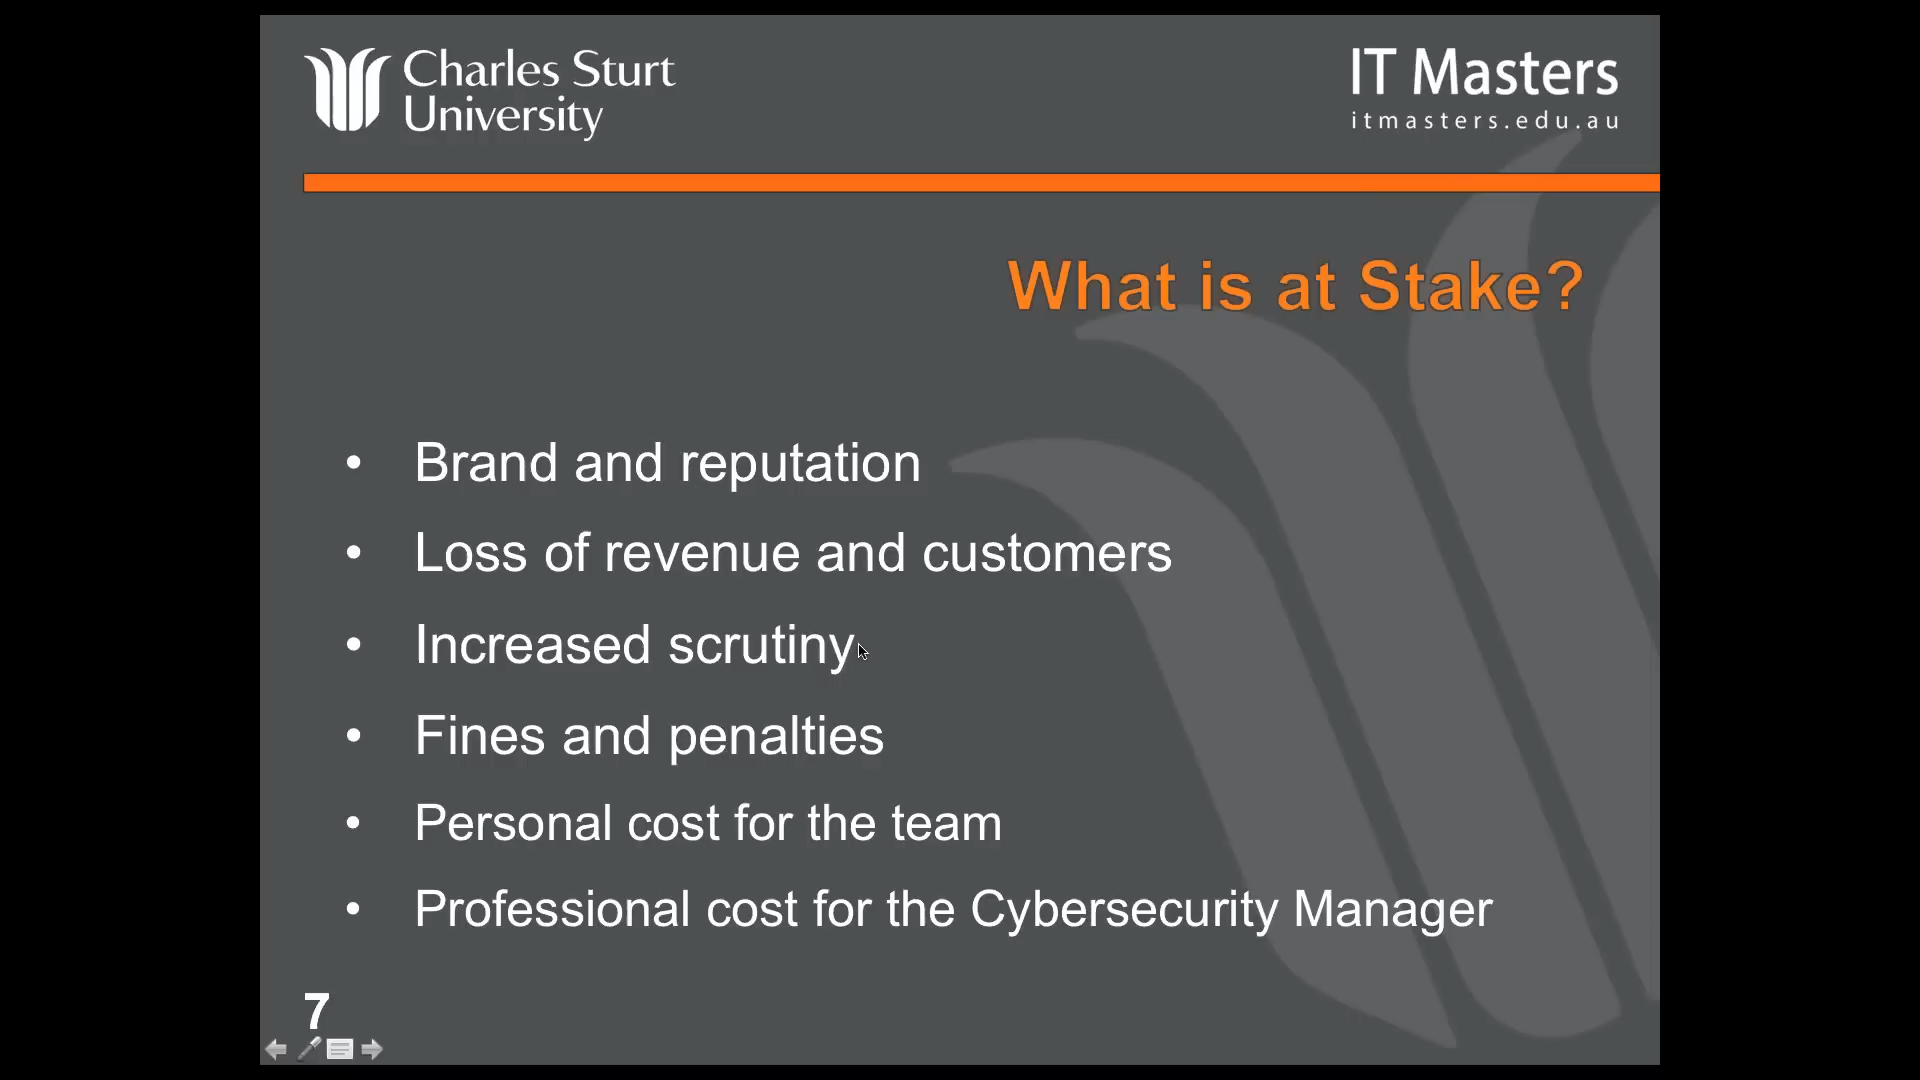 Charles Sturt
University
IT Masters
itmasters.edu.au
What is at Stake?
• Brand and reputation
• Loss of revenue and customers
• Increased scrutiny
• Fines and penalties
• Personal cost for the team
• Professional cost for the Cybersecurity Manager
7